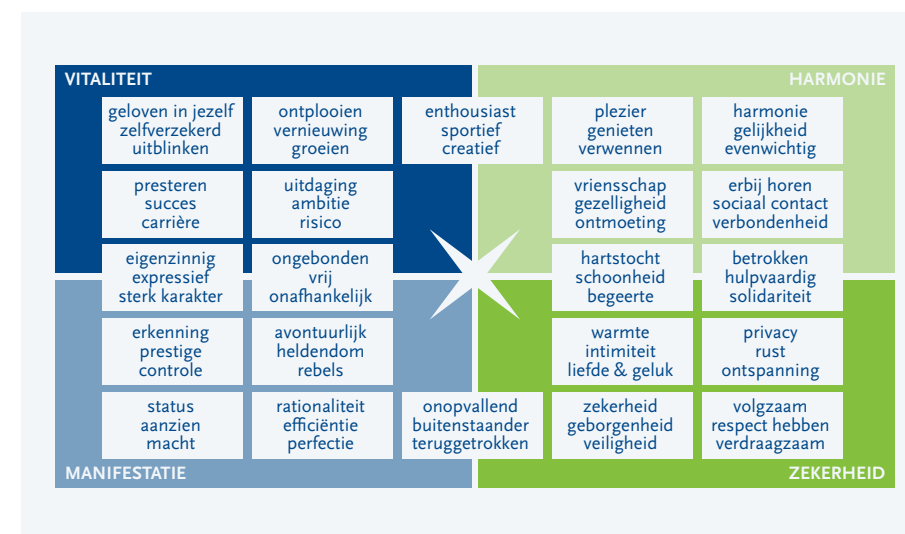 VITALITEIT
HARMONIE
geloven in jezelf
zelfverzekerd
uitblinken
ontplooien
vernieuwing
groeien
enthousiast
sportief
creatief
plezier
genieten
verwennen
harmonie
gelijkheid
evenwichtig
presteren
succes
carrière
uitdaging
ambitie
risico
vriensschap
gezelligheid
ontmoeting
erbij horen
sociaal contact
verbondenheid
eigenzinnig
expressief
sterk karakter
ongebonden
vrij
onafhankelijk
hartstocht
schoonheid
begeerte
betrokken
hulpvaardig
solidariteit
erkenning
prestige
controle
avontuurlijk
heldendom
rebels
warmte
intimiteit
liefde & geluk
privacy
rust
ontspanning
status
aanzien
macht
rationaliteit
efficiëntie
perfectie
onopvallend
buitenstaander
teruggetrokken
zekerheid
geborgenheid
veiligheid
volgzaam
respect hebben
verdraagzaam
MANIFESTATIE
ZEKERHEID